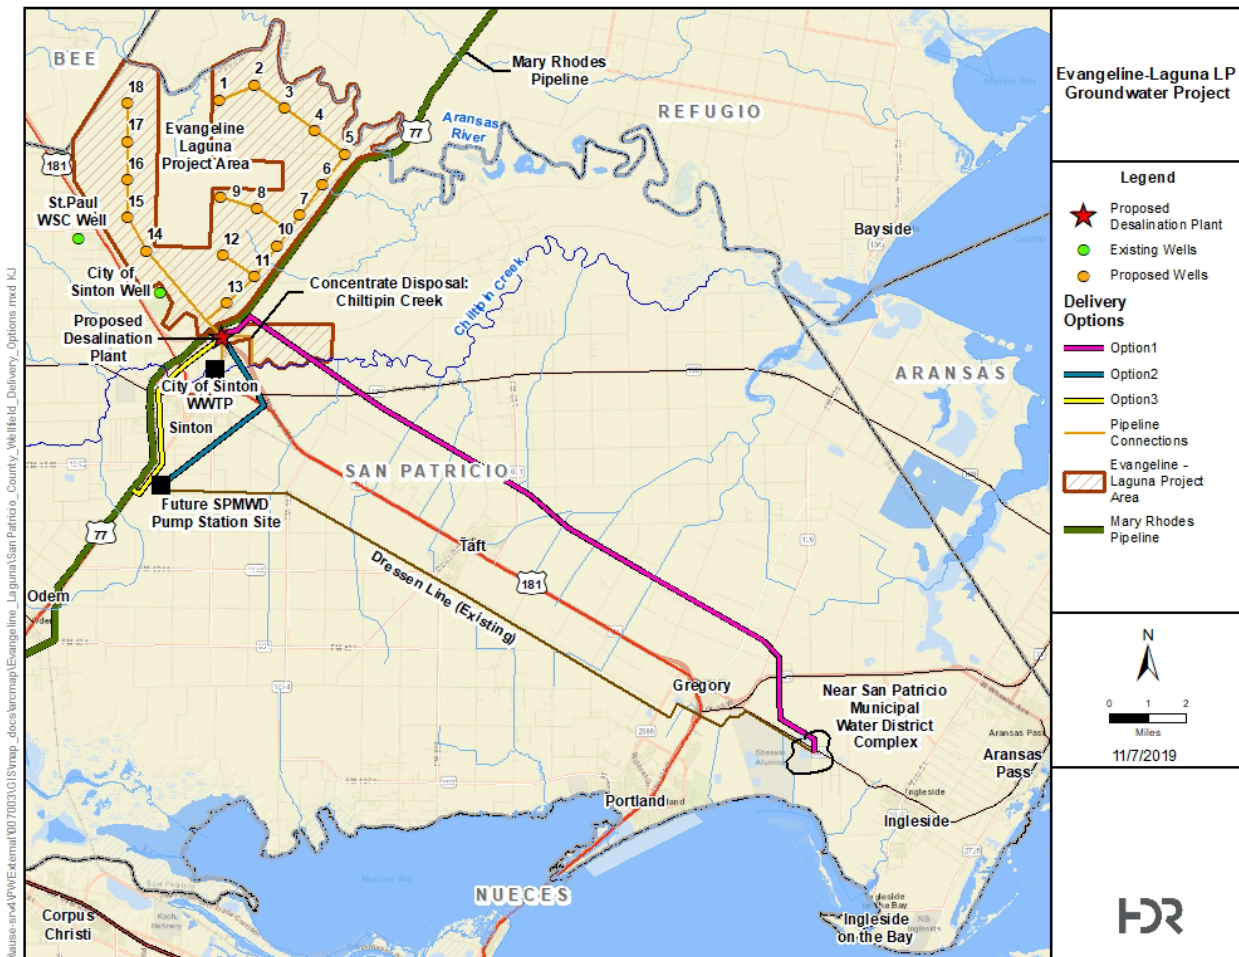 BEE
Mary Rhodes
Pipeline
REFUGIO
Aransas
River
77
18
17
16
15
14
1
2
3
4
5
6
7
8
9
10
11
12
13
Evangeline
Laguna
Project Area
181
St.Paul
WSC Well
City of
Sinton Well
Proposed
Desalination
Plant
Concentrate Disposal:
Chiltipin Creek
Chiltipin Creek
Bayside
ARANSAS
City of Sinton
WWTP
Sinton
SAN PATRICIO
Future SPMWD
Pump Station Site
77
Taft
181
Dressen Line (Existing)
Odem
Gregory
Near San Patricio
Municipal
Water District
Complex
Aransas Pass
Aransas
Pass
Portland
Ingleside
Ingleside
NUECES
Corpus
Christi
Ingleside
on the Bay
Evangeline-Laguna LP
Groundwater Project
Legend
Proposed
Desalination Plant
Existing Wells
Proposed Wells
Delivery
Options
Option1
Option2
Option3
Pipeline
Connections
Evangeline -
Laguna Project
Area
Mary Rhodes
Pipeline
N
0 1 2
Miles
11/7/2019
HDR